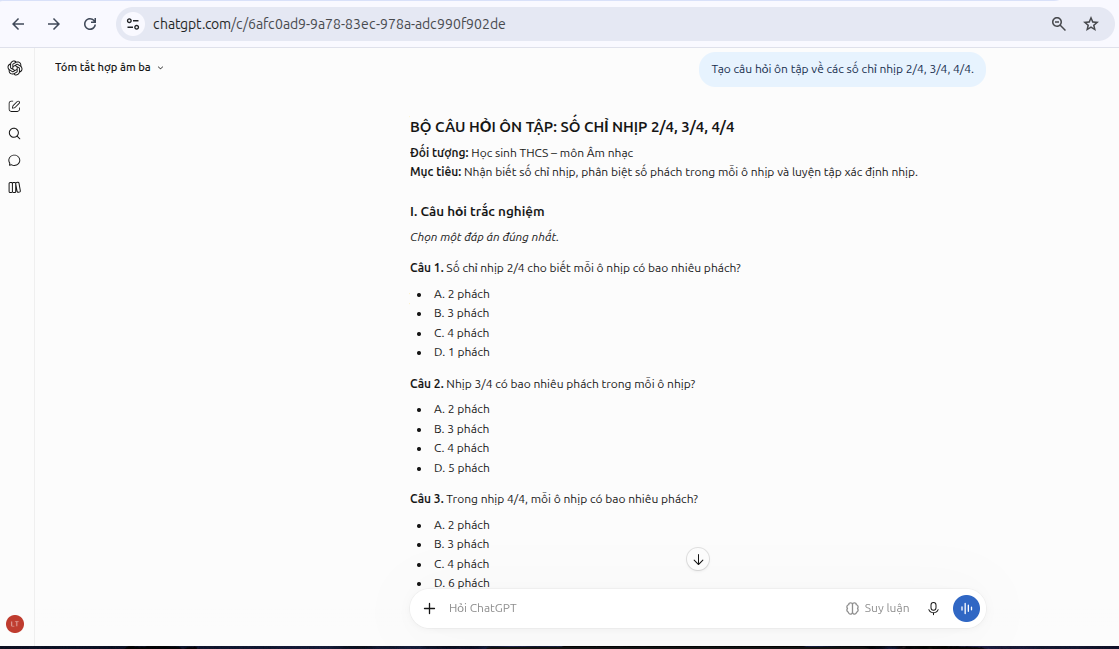 chatgpt.com/c/6afc0ad9-9a78-83ec-978a-adc990f902de
Tóm tắt hợp âm ba
Tạo câu hỏi ôn tập về các số chỉ nhịp 2/4, 3/4, 4/4.
BỘ CÂU HỎI ÔN TẬP: SỐ CHỈ NHỊP 2/4, 3/4, 4/4
Đối tượng: Học sinh THCS – môn Âm nhạc
Mục tiêu: Nhận biết số chỉ nhịp, phân biệt số phách trong mỗi ô nhịp và luyện tập xác định nhịp.
I. Câu hỏi trắc nghiệm
Chọn một đáp án đúng nhất.
Câu 1. Số chỉ nhịp 2/4 cho biết mỗi ô nhịp có bao nhiêu phách?
A. 2 phách
B. 3 phách
C. 4 phách
D. 1 phách
Câu 2. Nhịp 3/4 có bao nhiêu phách trong mỗi ô nhịp?
A. 2 phách
B. 3 phách
C. 4 phách
D. 5 phách
Câu 3. Trong nhịp 4/4, mỗi ô nhịp có bao nhiêu phách?
A. 2 phách
B. 3 phách
C. 4 phách
D. 6 phách
Hỏi ChatGPT
Suy luận
LT